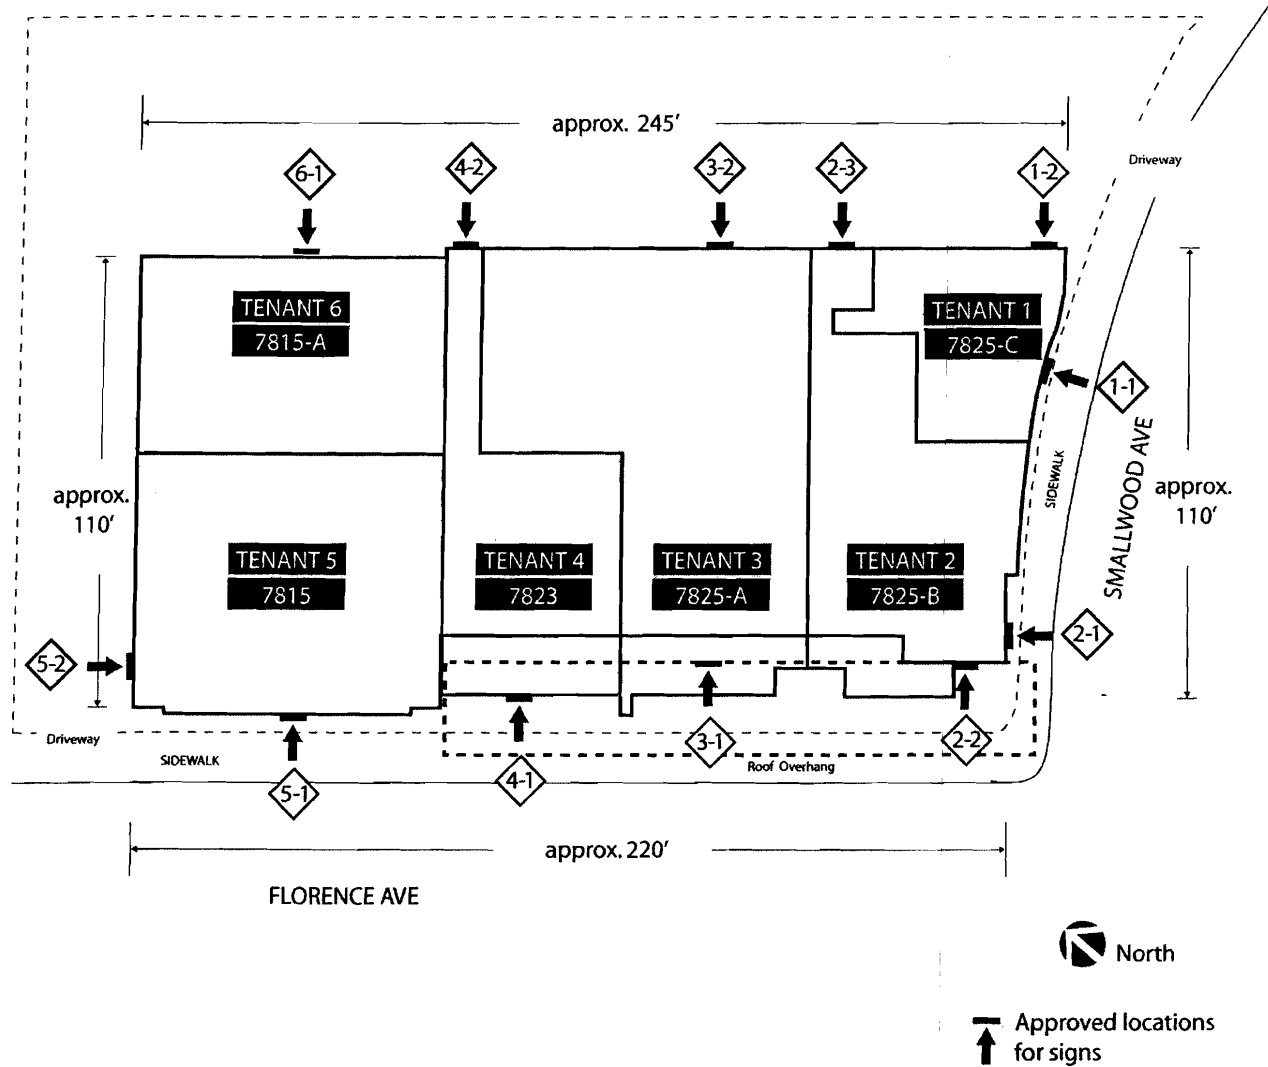 approx. 245'
6-1
4-2
3-2
2-3
1-2
Driveway
TENANT 6
7815-A
TENANT 1
7825-C
1-1
SIDEWALK
SMALLWOOD AVE
approx.
110'
approx.
110'
TENANT 5
7815
TENANT 4
7823
TENANT 3
7825-A
TENANT 2
7825-B
2-1
5-2
Driveway
SIDEWALK
5-1
4-1
3-1
2-2
Roof Overhang
approx. 220'
FLORENCE AVE
North
Approved locations
for signs